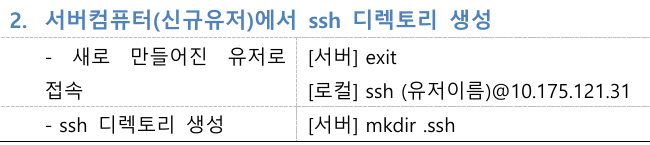 2. 서버컴퓨터(신규유저)에서 ssh 디렉토리 생성
- 새로 만들어진 유저로
접속
[서버] exit
[로컬] ssh (유저이름)@10.175.121.31
- ssh 디렉토리 생성
[서버] mkdir .ssh